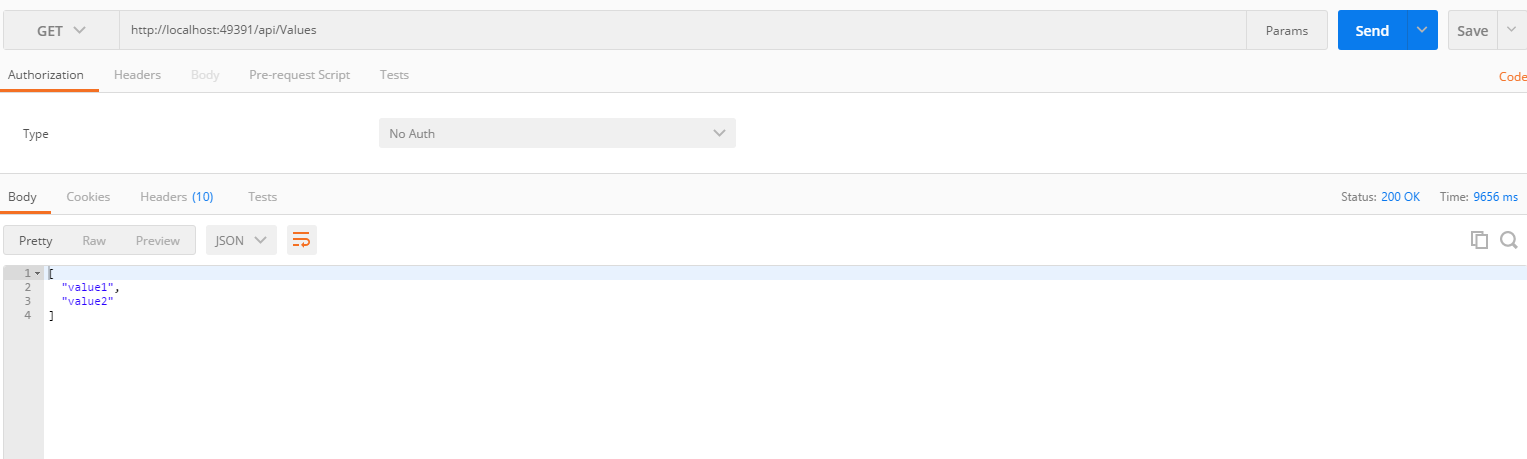 GET http://localhost:49391/api/Values Params Send Save
Authorization Headers Body Pre-request Script Tests Code
Type No Auth
Body Cookies Headers (10) Tests Status: 200 OK Time: 9656 ms
Pretty Raw Preview JSON
1 [
2 "value1",
3 "value2"
4 ]